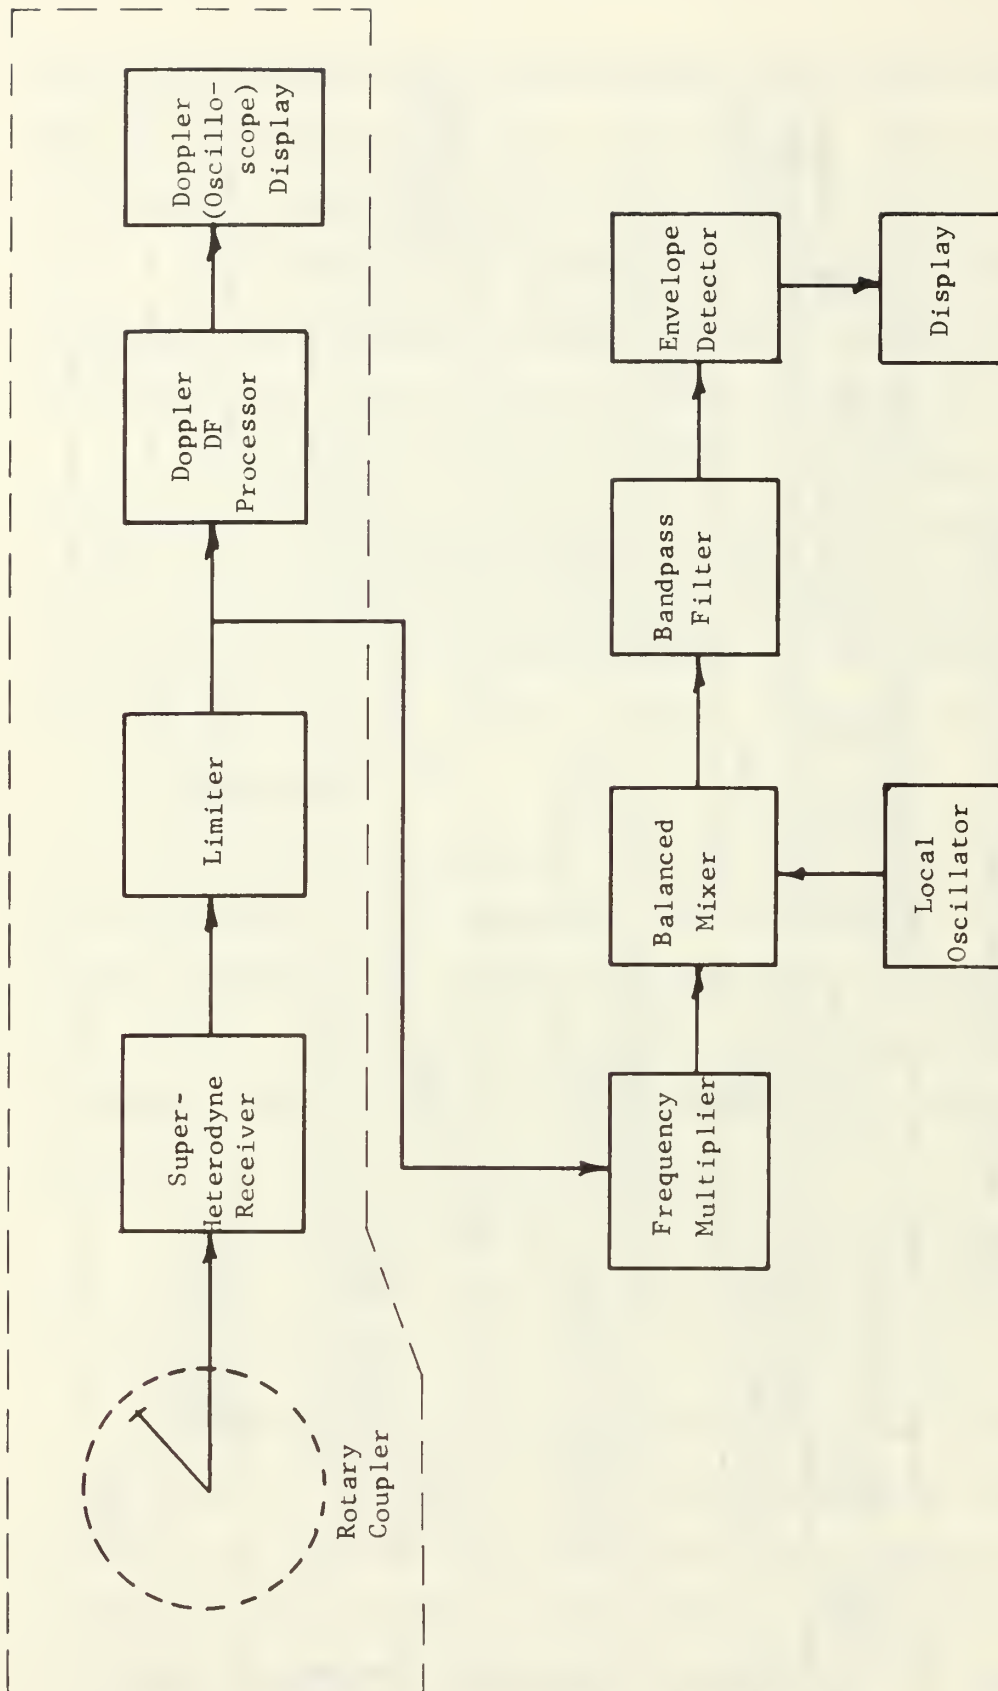 Rotary
Coupler
Super-
Heterodyne
Receiver
Limiter
Doppler
DF
Processor
Doppler
(Oscillo-
scope)
Display
Frequency
Multiplier
Balanced
Mixer
Bandpass
Filter
Envelope
Detector
Local
Oscillator
Display